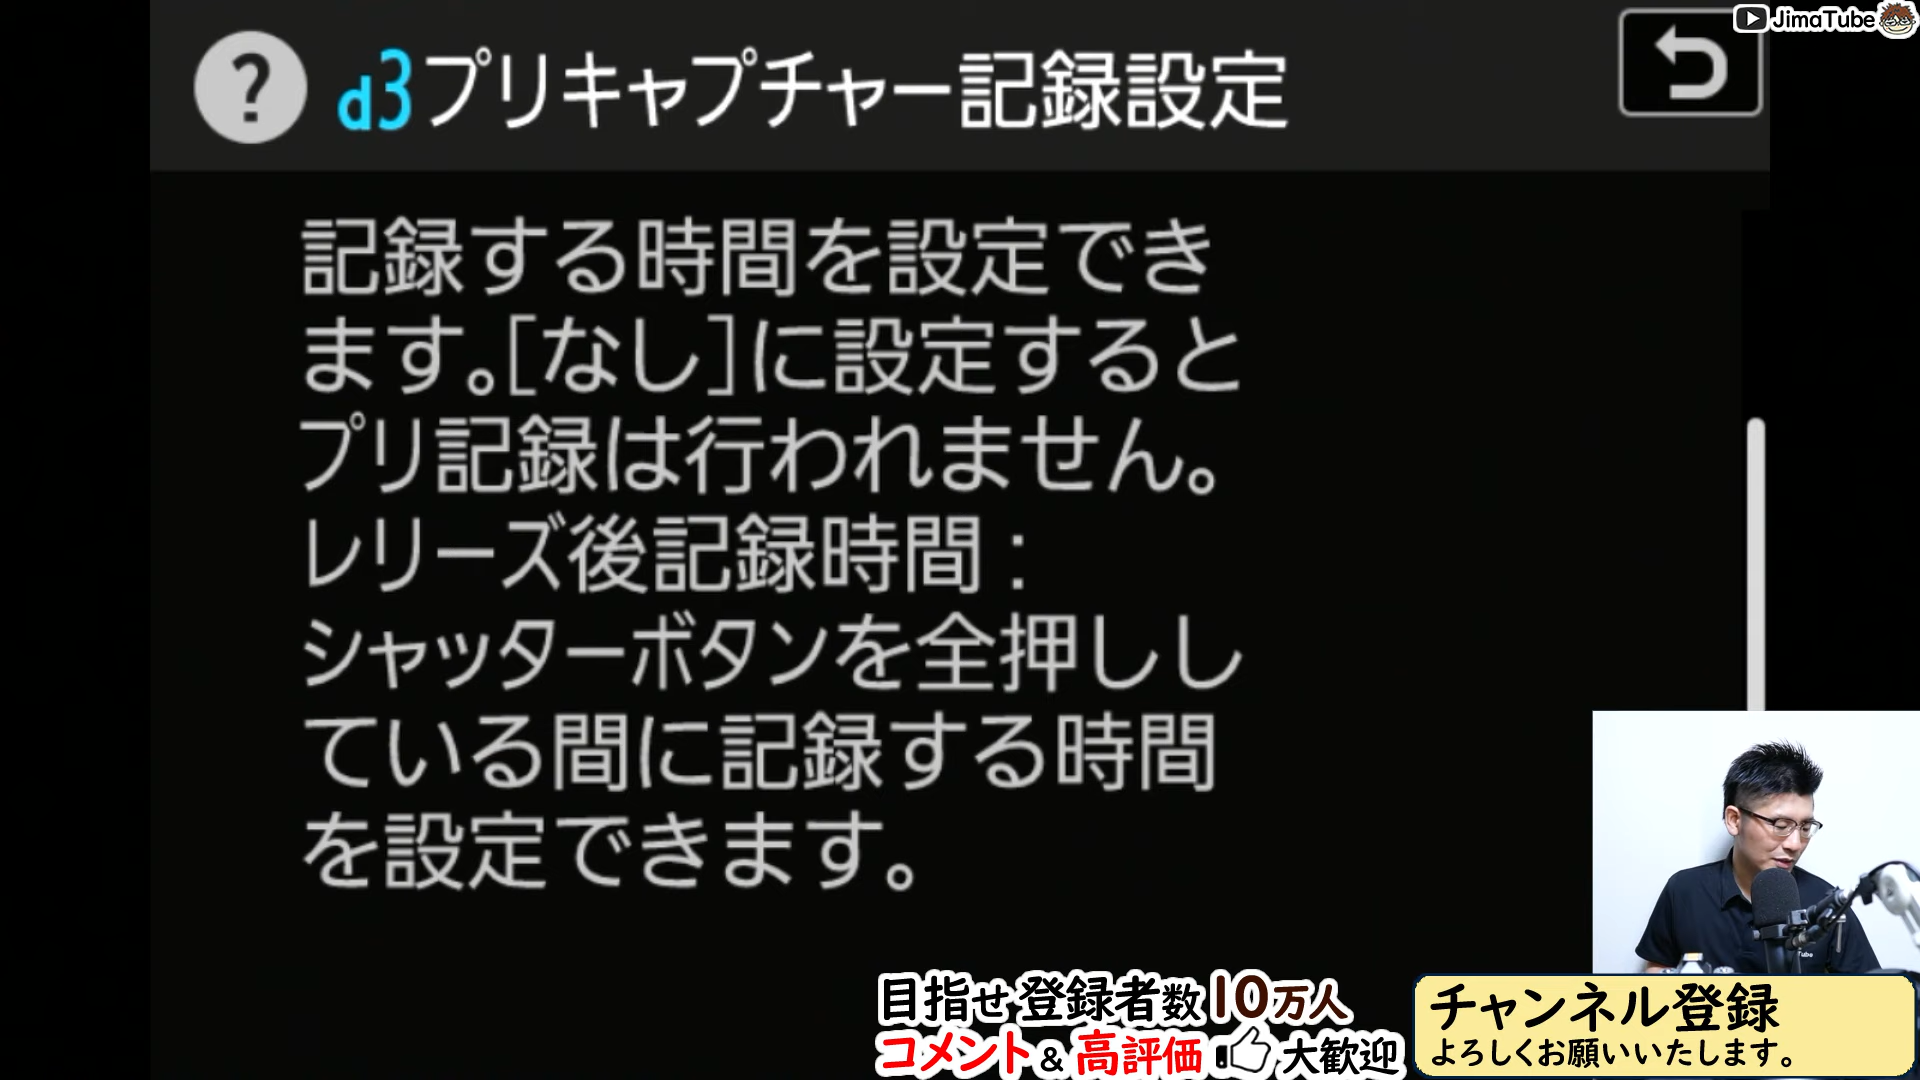 JimaTube
? d3プリキャプチャー記録設定
記録する時間を設定でき
ます。[なし]に設定すると
プリ記録は行われません。
レリーズ後記録時間：
シャッターボタンを全押しし
ている間に記録する時間
を設定できます。
目指せ登録者数10万人
コメント&高評価大歓迎
チャンネル登録
よろしくお願いいたします。